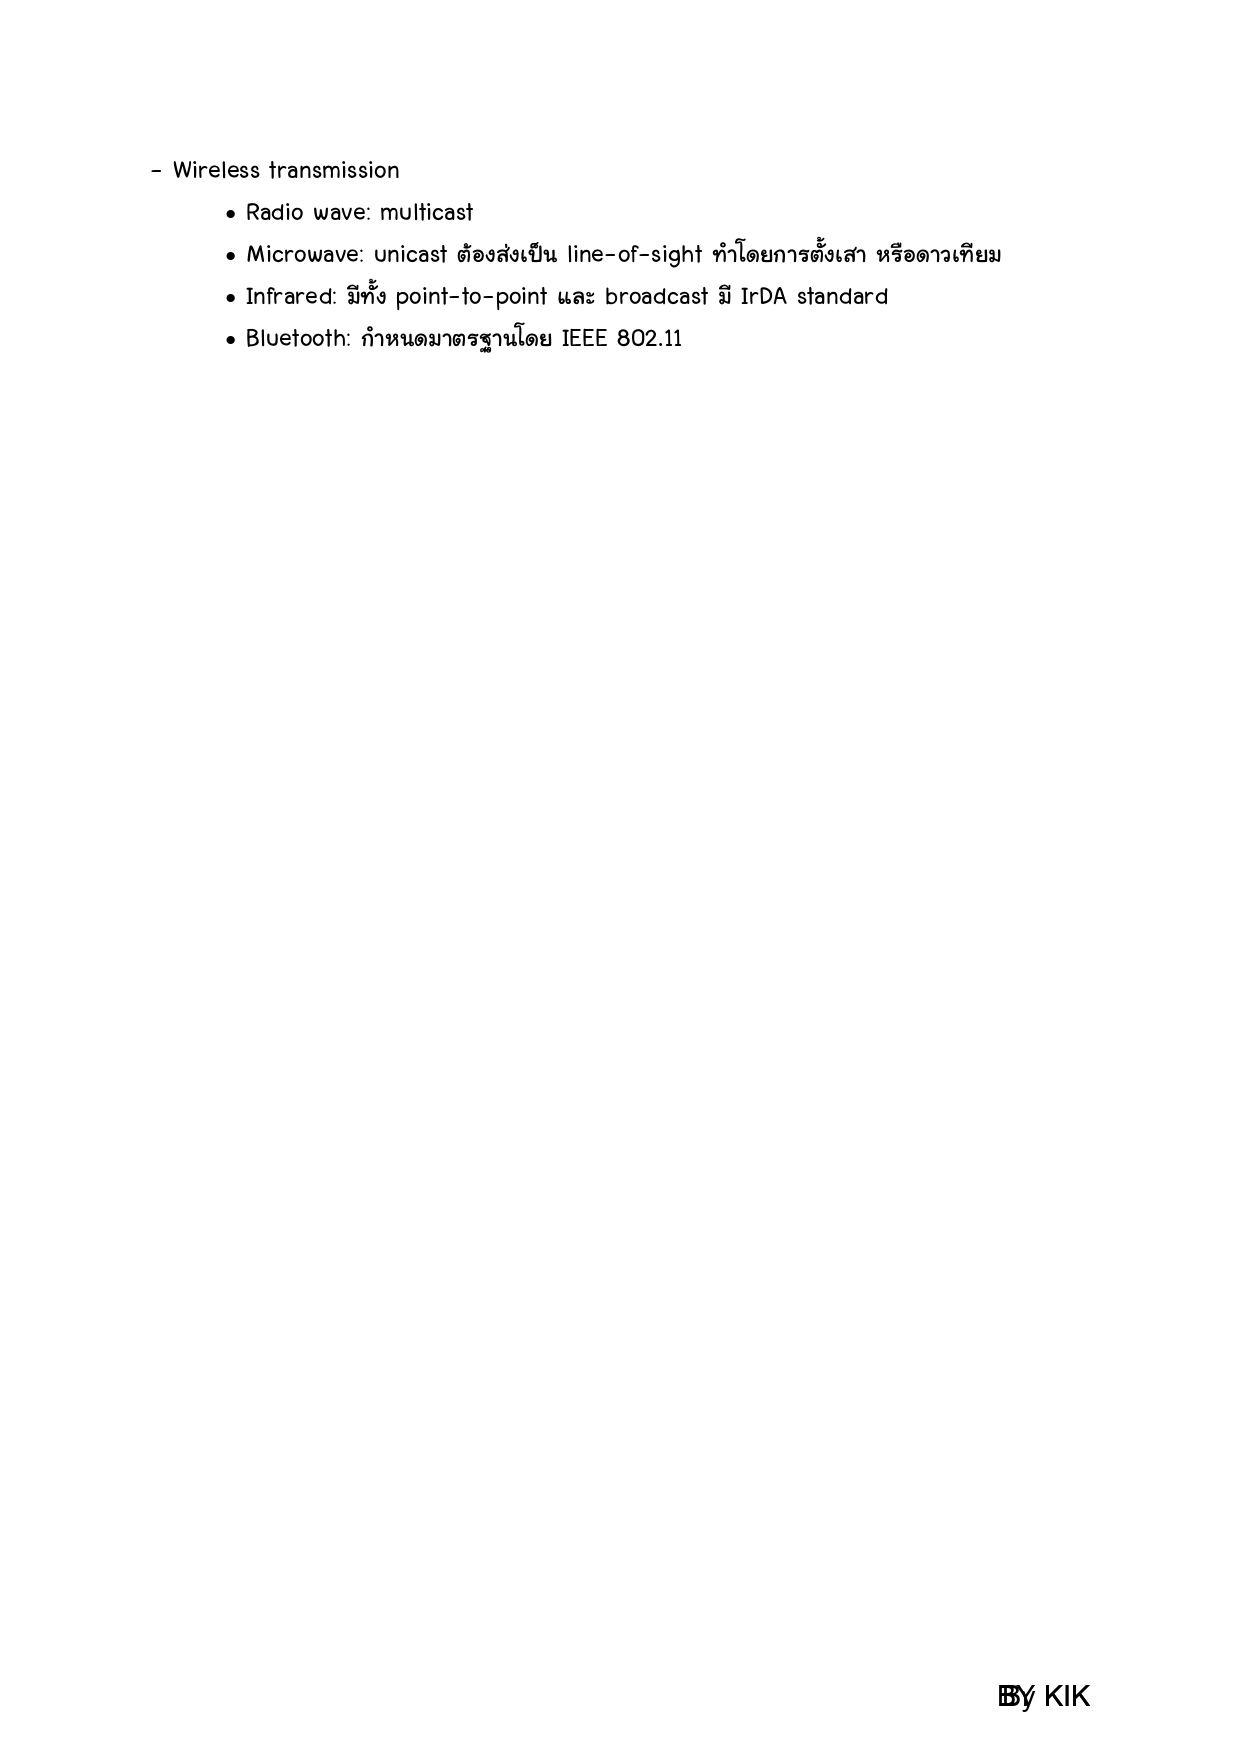 - Wireless transmission
• Radio wave: multicast
• Microwave: unicast ต้องส่งเป็น line-of-sight ทำโดยการตั้งเสา หรือดาวเทียม
• Infrared: มีทั้ง point-to-point และ broadcast มี IrDA standard
• Bluetooth: กำหนดมาตรฐานโดย IEEE 802.11
By KIK